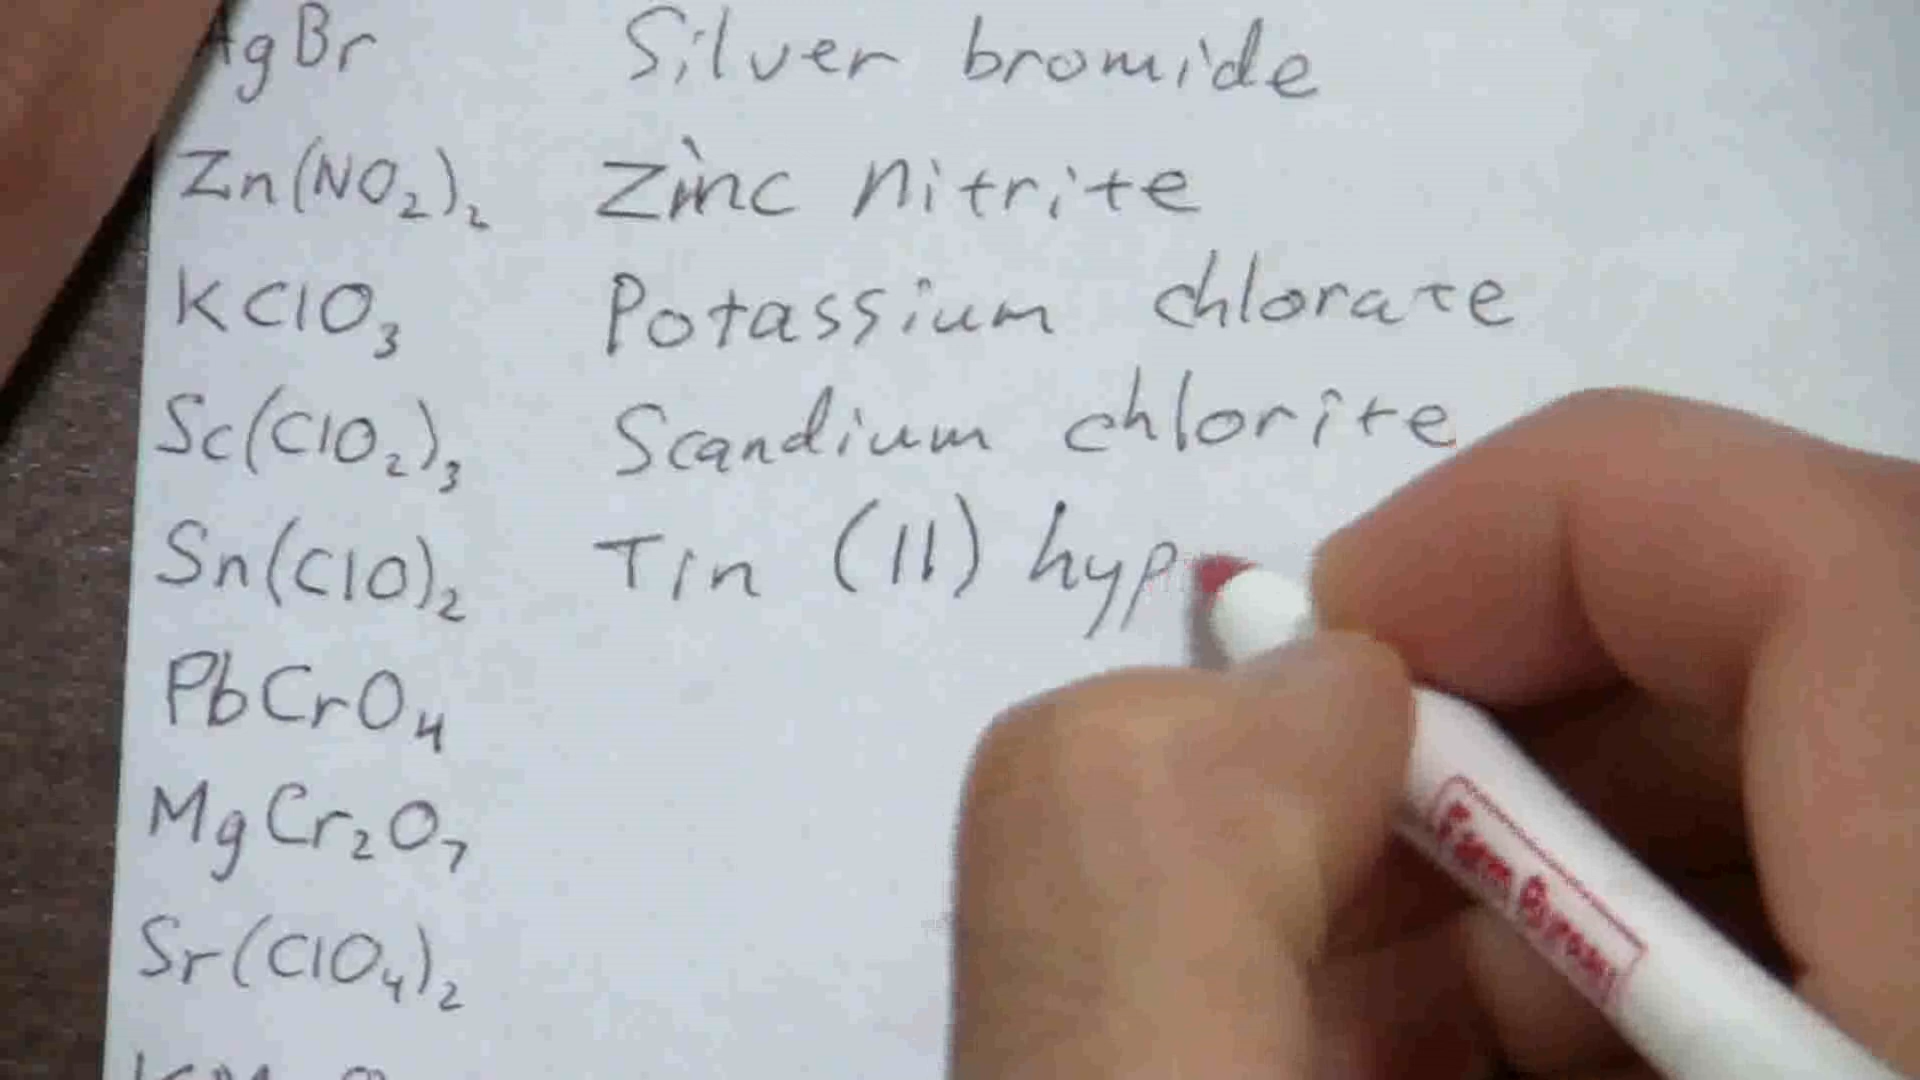 AgBr Silver bromide
Zn(NO₂)₂ Zinc nitrite
KClO₃ Potassium chlorate
Sc(ClO₂)₃ Scandium chlorite
Sn(ClO)₂ Tin (II) hyp
PbCrO₄
MgCr₂O₇
Sr(ClO₄)₂